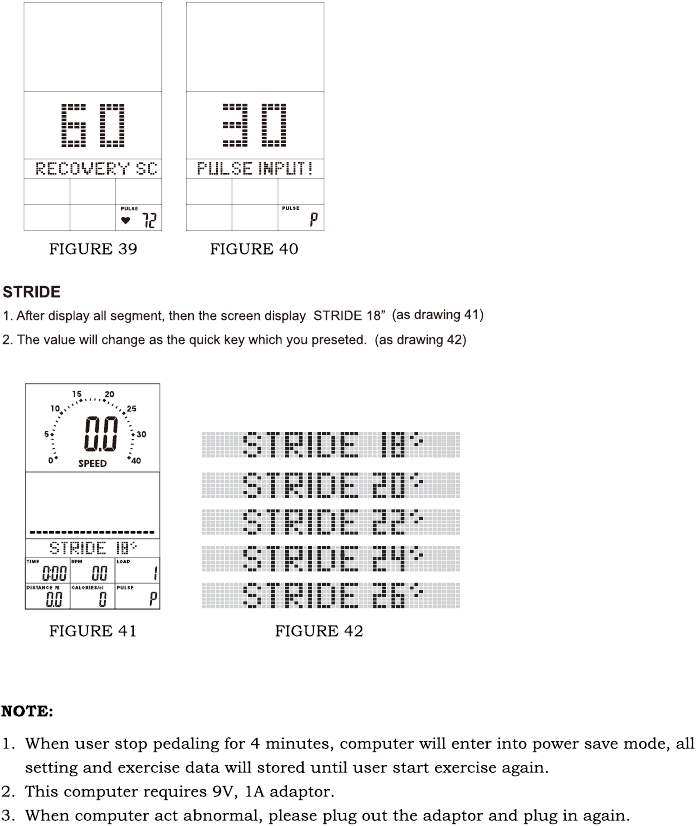 60 30
RECOVERY SC PULSE INPUT!
PULSE PULSE
72 P
FIGURE 39 FIGURE 40
STRIDE
1. After display all segment, then the screen display STRIDE 18” (as drawing 41)
2. The value will change as the quick key which you preseted. (as drawing 42)
15 20
10 25
5 0.0 30
0 SPEED 40
STRIDE 18"
TIME RPM LOAD
0:00 00 1
DISTANCE M CALORIES/H PULSE
0.0 0 P
STRIDE 18"
STRIDE 20"
STRIDE 22"
STRIDE 24"
STRIDE 26"
FIGURE 41 FIGURE 42
NOTE:
1. When user stop pedaling for 4 minutes, computer will enter into power save mode, all
setting and exercise data will stored until user start exercise again.
2. This computer requires 9V, 1A adaptor.
3. When computer act abnormal, please plug out the adaptor and plug in again.